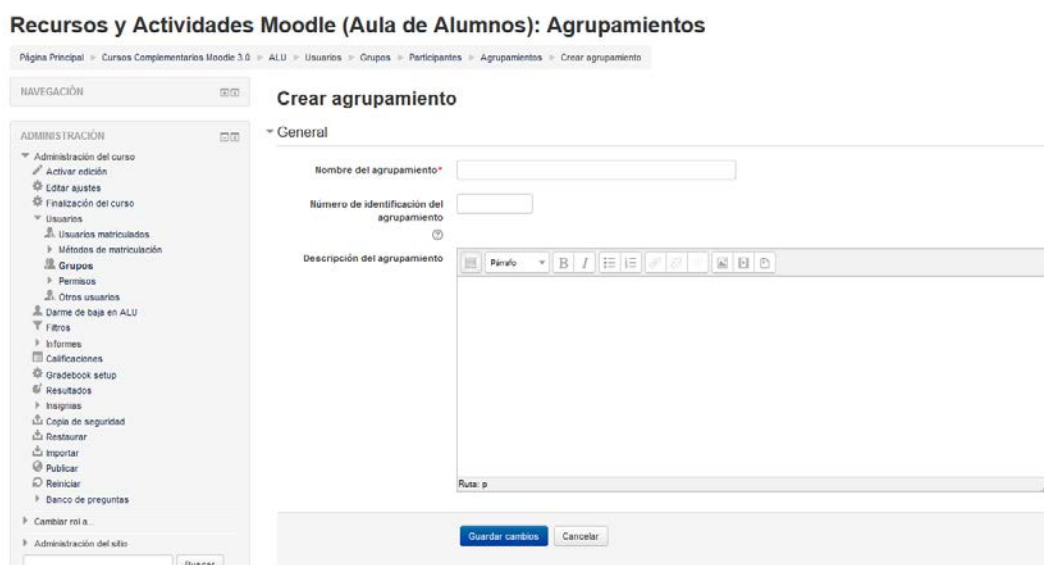 Recursos y Actividades Moodle (Aula de Alumnos): Agrupamientos
Página Principal Cursos Complementarios Moodle 3.0 ALU Usuarios Grupos Participantes Agrupamientos Crear agrupamiento
NAVEGACIÓN
ADMINISTRACIÓN
Administración del curso
Activar edición
Editar ajustes
Finalización del curso
Usuarios
Usuarios matriculados
Métodos de matriculación
Grupos
Permisos
Otros usuarios
Darme de baja en ALU
Filtros
Informes
Calificaciones
Gradebook setup
Resultados
Insignias
Copia de seguridad
Restaurar
Importar
Publicar
Reiniciar
Banco de preguntas
Cambiar rol a...
Administración del sitio
Buscar
Crear agrupamiento
General
Nombre del agrupamiento*
Número de identificación del
agrupamiento
Descripción del agrupamiento
Párrafo B I
Ruta: p
Guardar cambios Cancelar